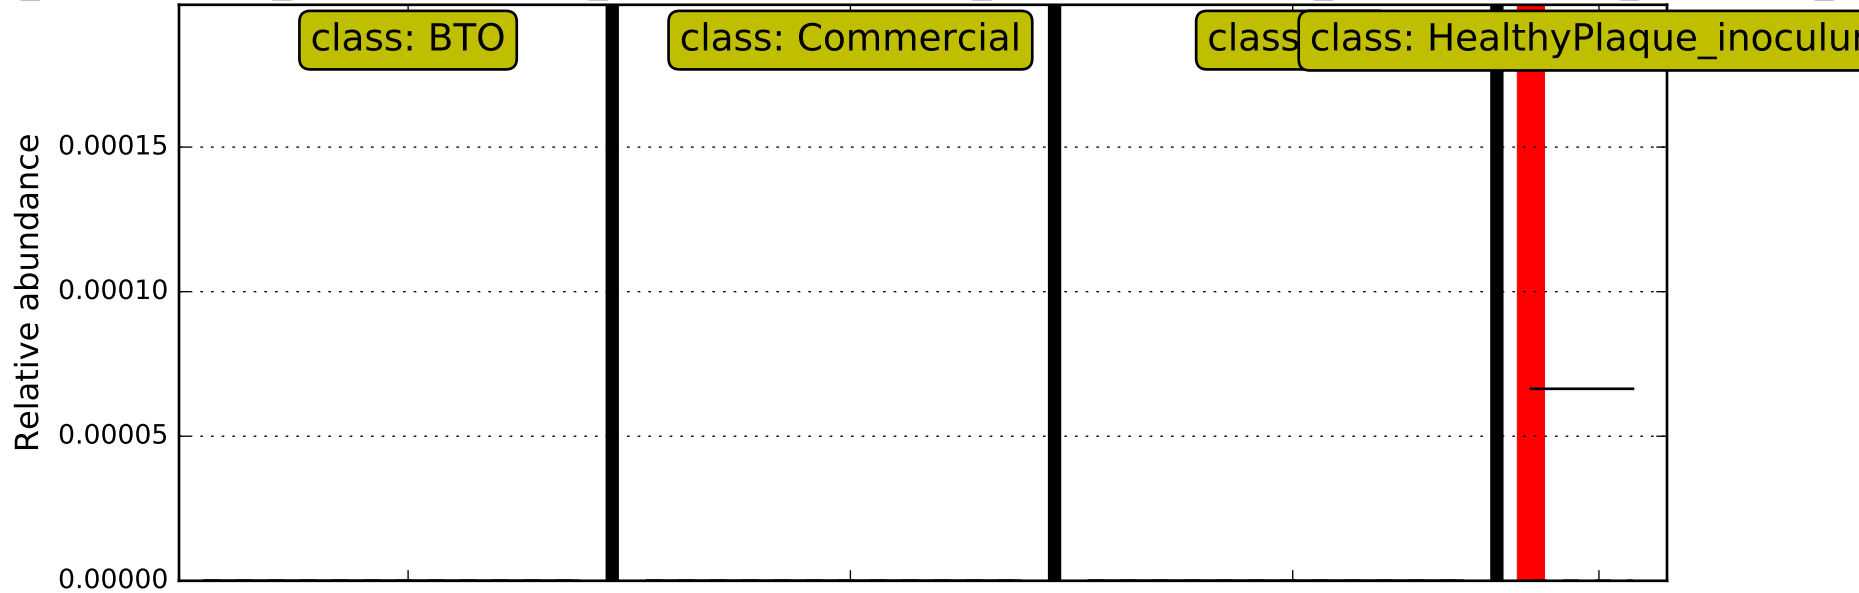 class: BTO
class: Commercial
class
class: HealthyPlaque_inoculu
Relative abundance
0.00015
0.00010
0.00005
0.00000